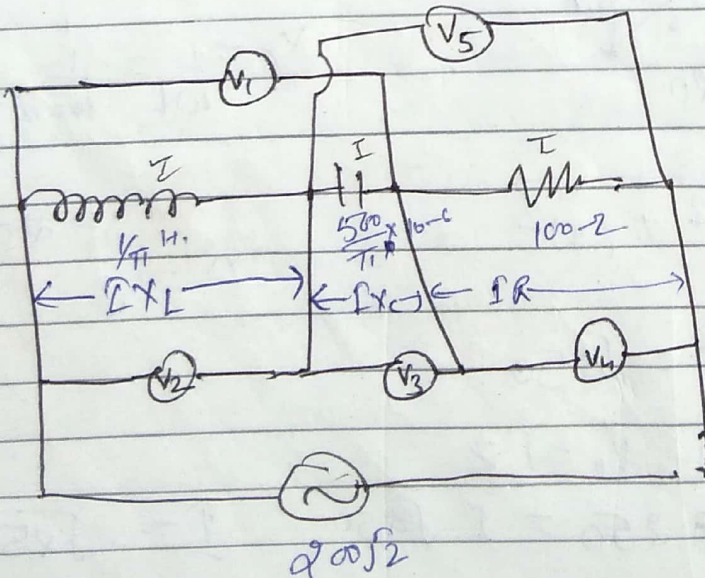 V5
V1
I I I
1/π H. 500/π × 10-6 100-Ω
← IXL → ← IXC → ← IR →
V2 V3 V4
~
200√2